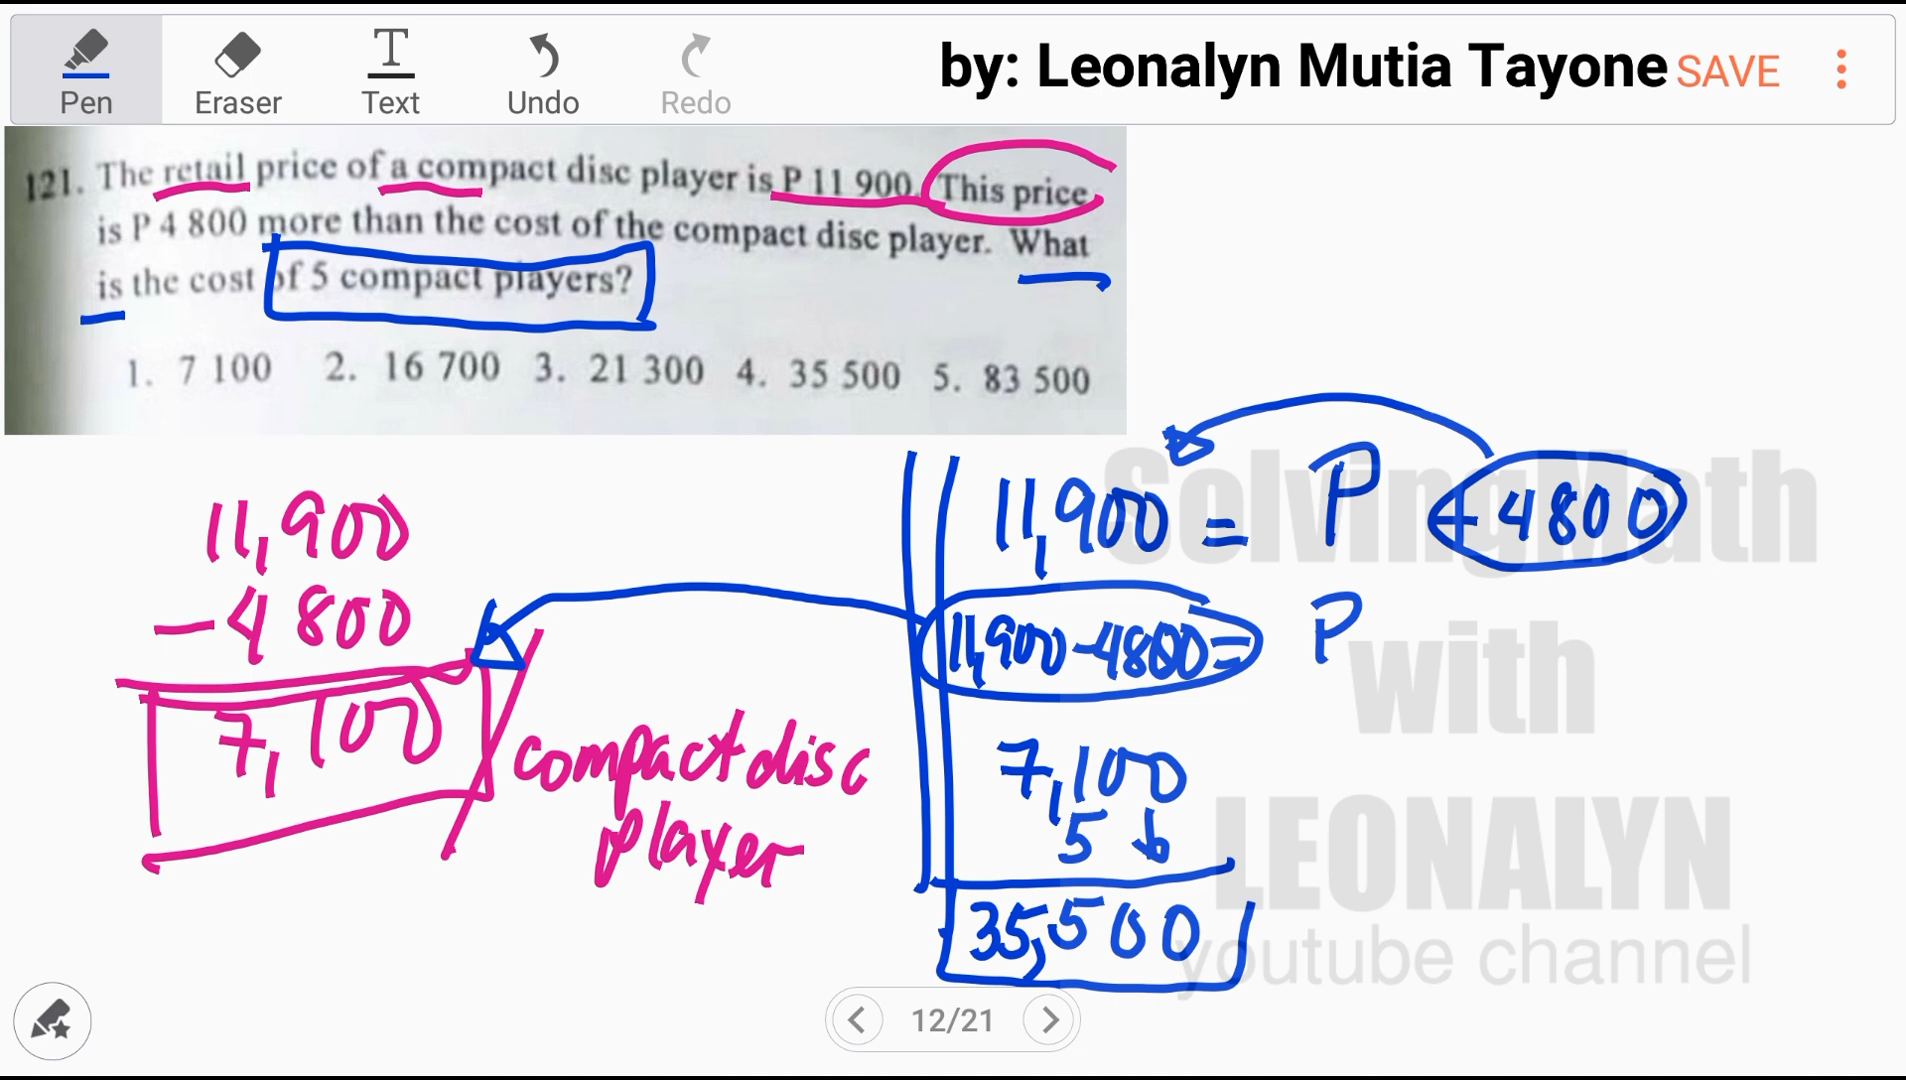 by: Leonalyn Mutia Tayone
SAVE
Pen
Eraser
T
Text
Undo
Redo
121. The retail price of a compact disc player is P 11 900. This price
is P 4 800 more than the cost of the compact disc player. What
is the cost of 5 compact players?
1. 7 100 2. 16 700 3. 21 300 4. 35 500 5. 83 500
11,900
-4 800
7,100
compact disc
player
11,900 = P + 4800
11,900-4800= P
7,100
5
35,500
SolvingMath
with
LEONALYN
youtube channel
12/21